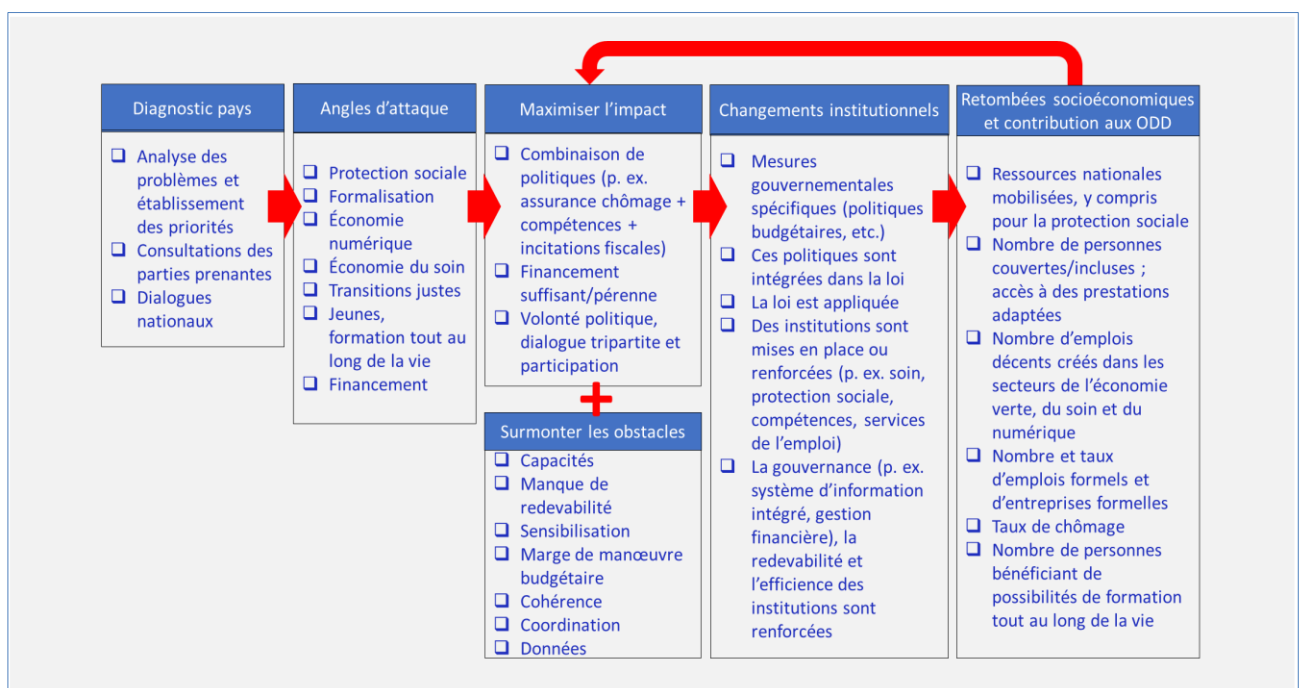 Diagnostic pays
❑ Analyse des
problèmes et
établissement
des priorités
❑ Consultations des
parties prenantes
❑ Dialogues
nationaux
Angles d’attaque
❑ Protection sociale
❑ Formalisation
❑ Économie
numérique
❑ Économie du soin
❑ Transitions justes
❑ Jeunes,
formation tout au
long de la vie
❑ Financement
Maximiser l’impact
❑ Combinaison de
politiques (p. ex.
assurance chômage +
compétences +
incitations fiscales)
❑ Financement
suffisant/pérenne
❑ Volonté politique,
dialogue tripartite et
participation
Surmonter les obstacles
❑ Capacités
❑ Manque de
redevabilité
❑ Sensibilisation
❑ Marge de manœuvre
budgétaire
❑ Cohérence
❑ Coordination
❑ Données
Changements institutionnels
❑ Mesures
gouvernementales
spécifiques (politiques
budgétaires, etc.)
❑ Ces politiques sont
intégrées dans la loi
❑ La loi est appliquée
❑ Des institutions sont
mises en place ou
renforcées (p. ex. soin,
protection sociale,
compétences, services
de l’emploi)
❑ La gouvernance (p. ex.
système d’information
intégré, gestion
financière), la
redevabilité et
l’efficience des
institutions sont
renforcées
Retombées socioéconomiques
et contribution aux ODD
❑ Ressources nationales
mobilisées, y compris
pour la protection sociale
❑ Nombre de personnes
couvertes/incluses ;
accès à des prestations
adaptées
❑ Nombre d’emplois
décents créés dans les
secteurs de l’économie
verte, du soin et du
numérique
❑ Nombre et taux
d’emplois formels et
d’entreprises formelles
❑ Taux de chômage
❑ Nombre de personnes
bénéficiant de
possibilités de formation
tout au long de la vie